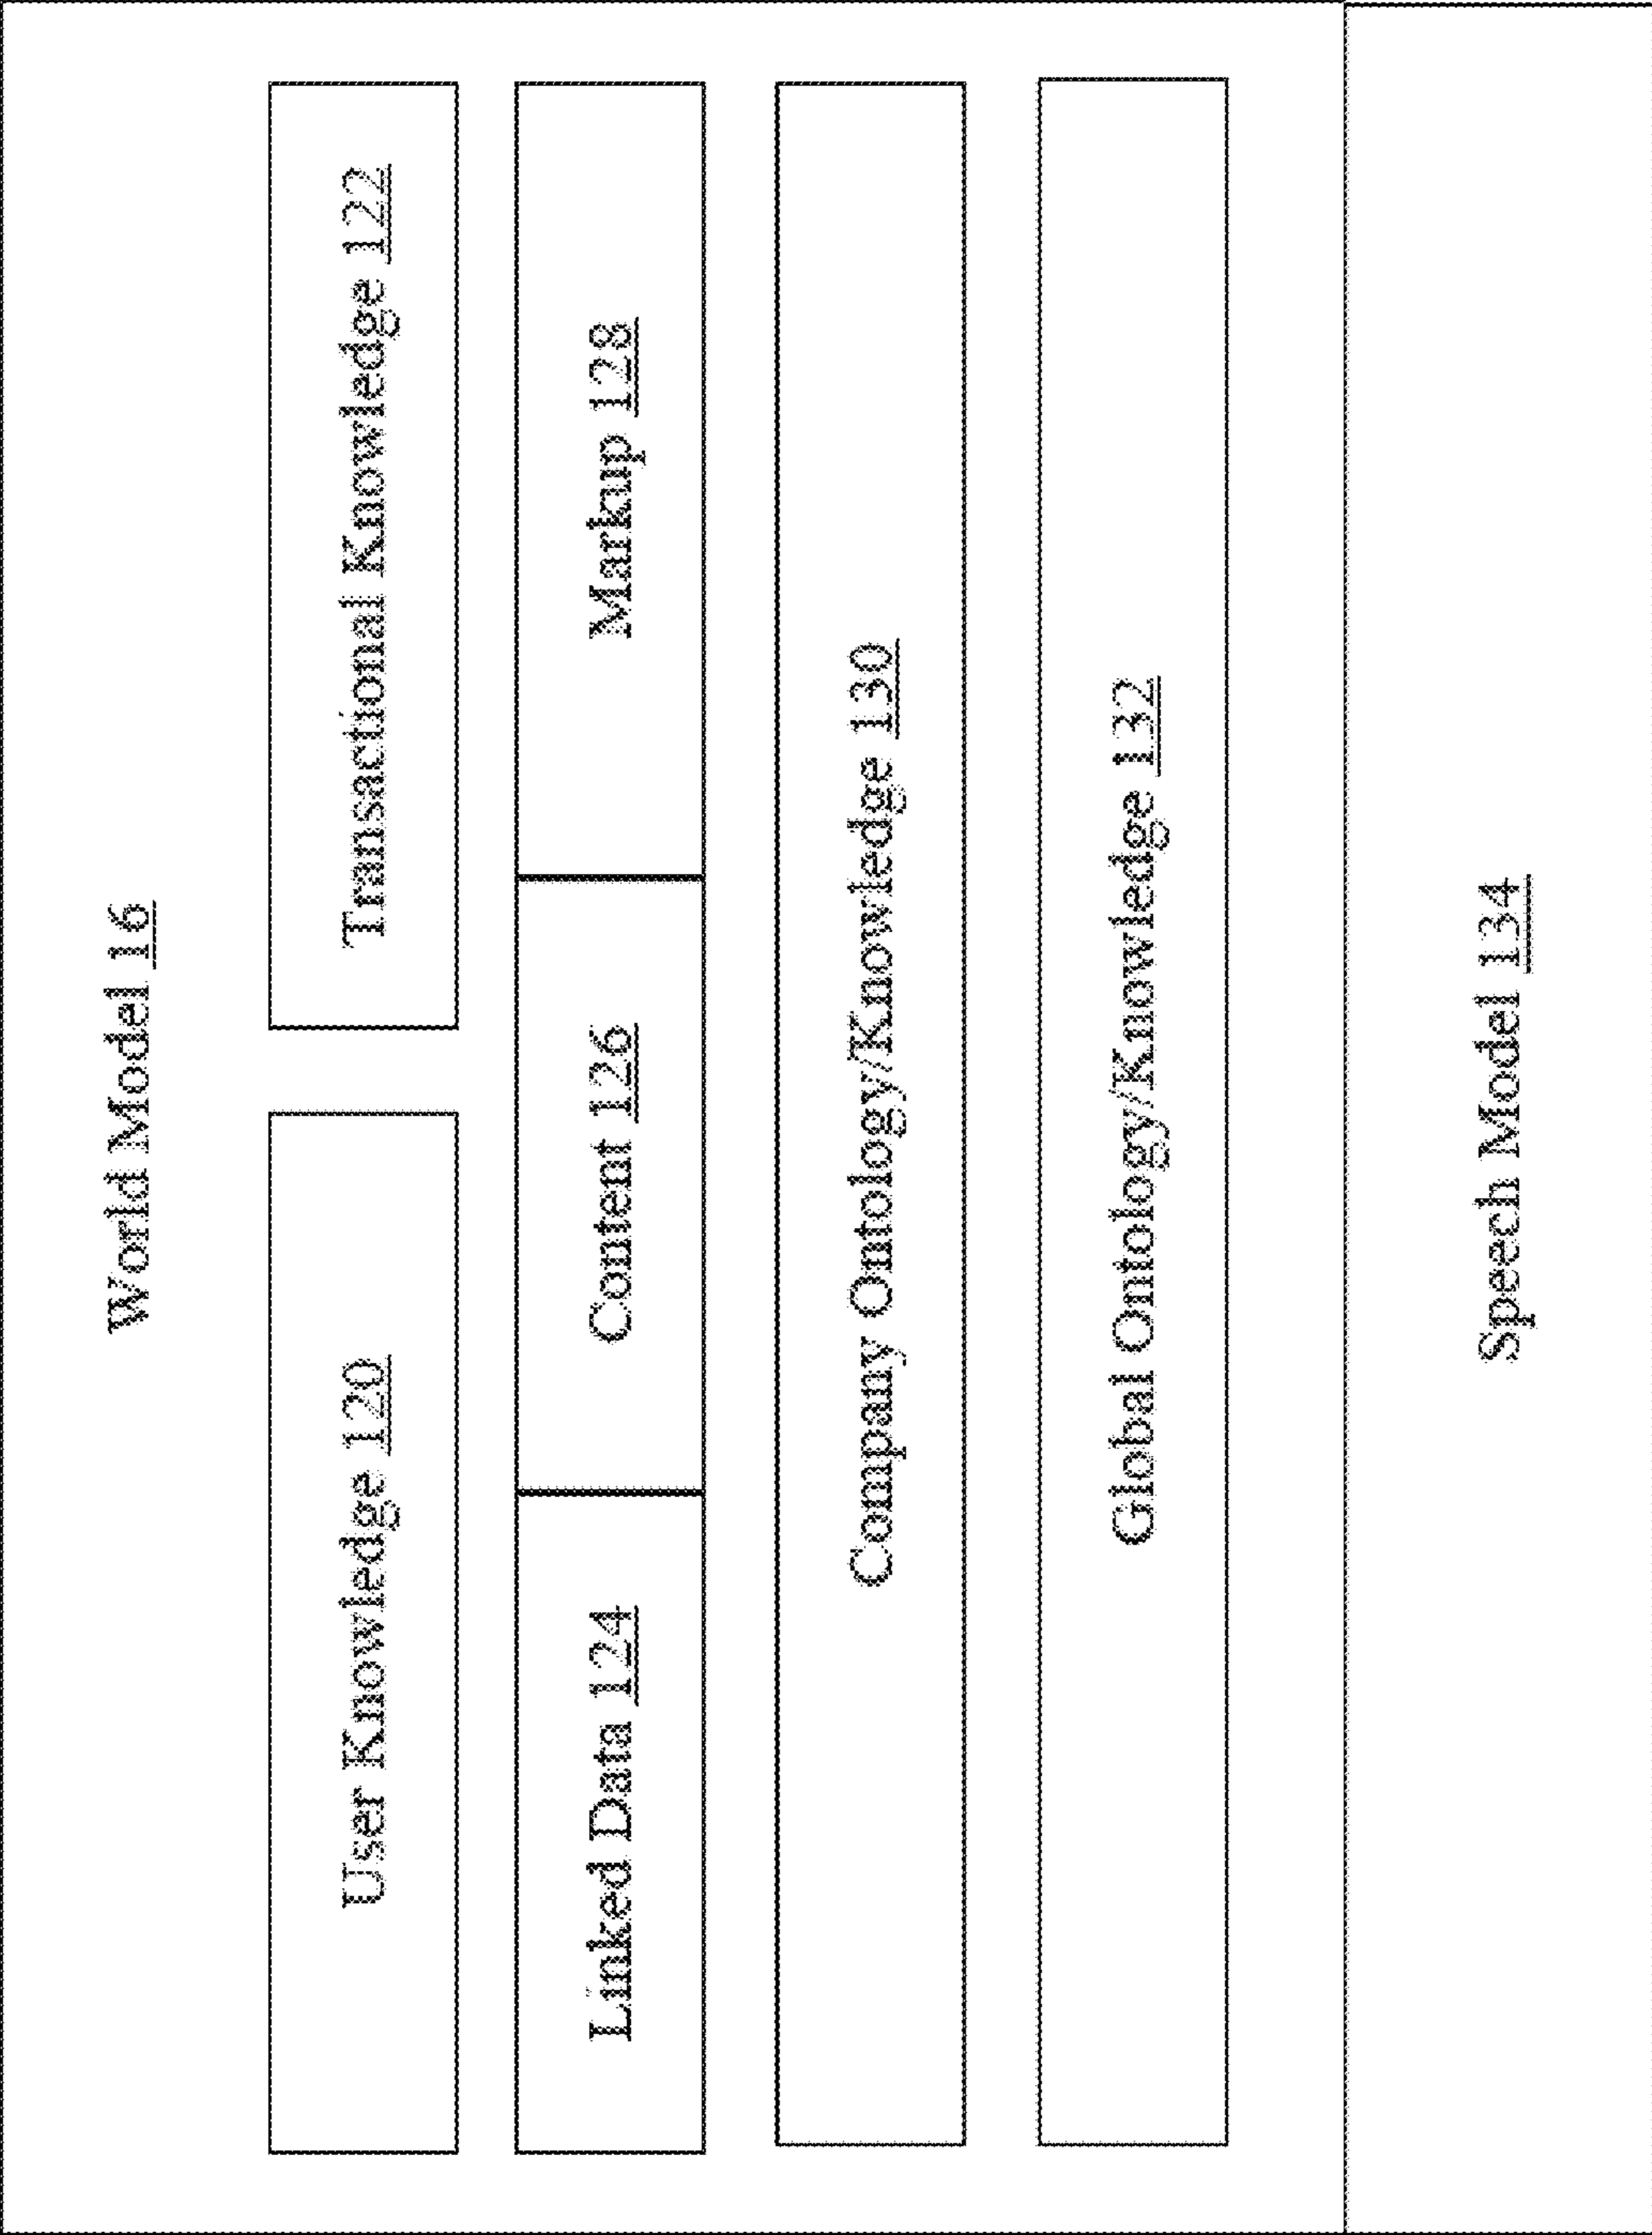 World Model 16
User Knowledge 120
Transactional Knowledge 122
Linked Data 124
Content 126
Markup 128
Company Ontology/Knowledge 130
Global Ontology/Knowledge 132
Speech Model 134